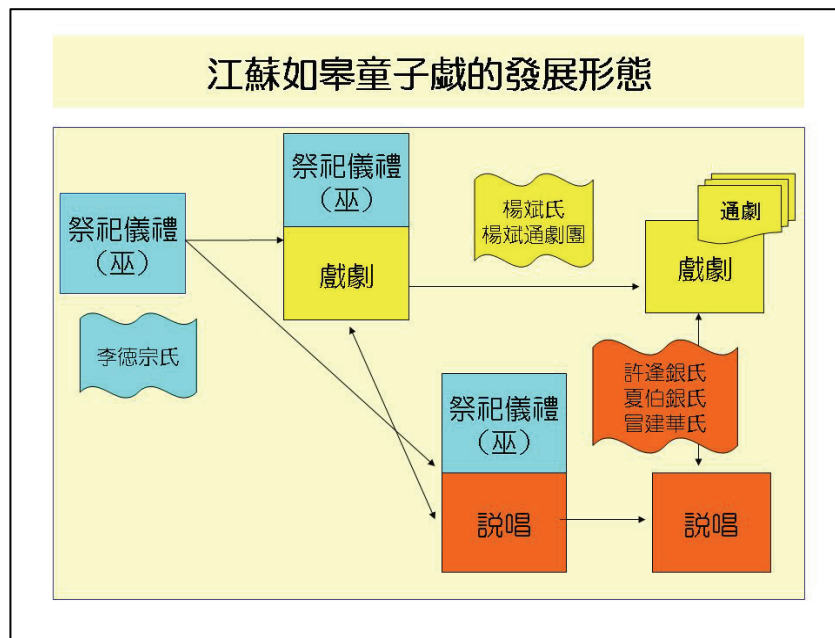 江蘇如皋童子戯的發展形態
祭祀儀禮
（巫）
李徳宗氏
祭祀儀禮
（巫）
戲劇
楊斌氏
楊斌通劇團
通劇
戲劇
許逢銀氏
夏伯銀氏
冒建華氏
祭祀儀禮
（巫）
説唱
説唱